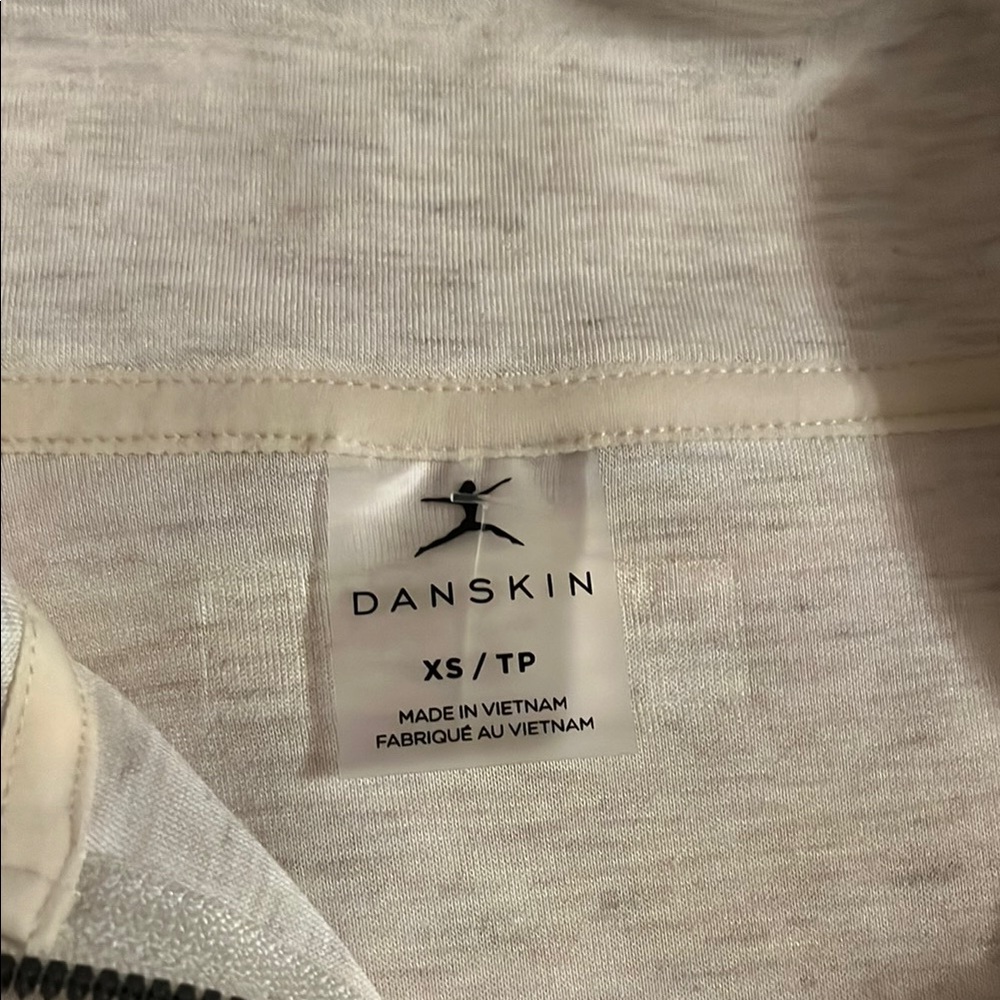 DANSKIN
XS / TP
MADE IN VIETNAM
FABRIQUÉ AU VIETNAM